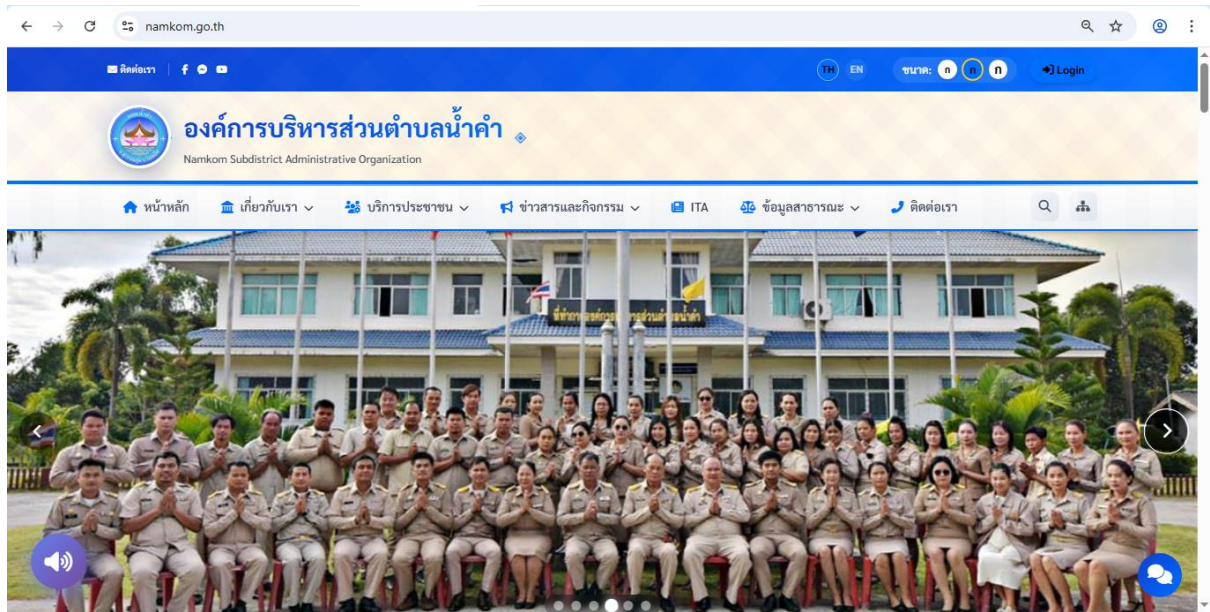 namkom.go.th
ติดต่อเรา
TH EN ขนาด: ก ก ก Login
องค์การบริหารส่วนตำบลน้ำคำ
Namkom Subdistrict Administrative Organization
หน้าหลัก เกี่ยวกับเรา บริการประชาชน ข่าวสารและกิจกรรม ITA ข้อมูลสาธารณะ ติดต่อเรา